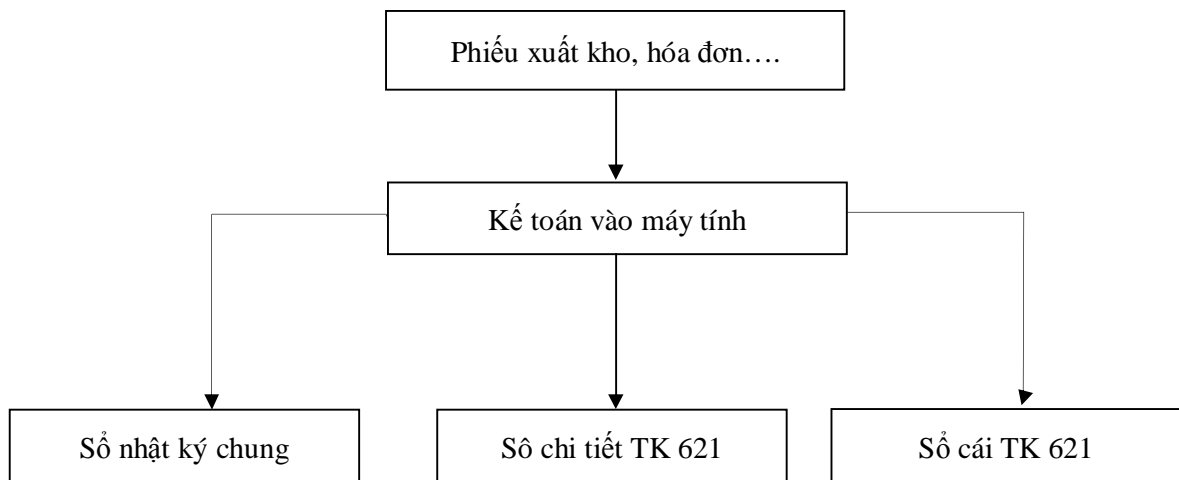 Phiếu xuất kho, hóa đơn….
Kế toán vào máy tính
Sổ nhật ký chung
Sô chi tiết TK 621
Sổ cái TK 621